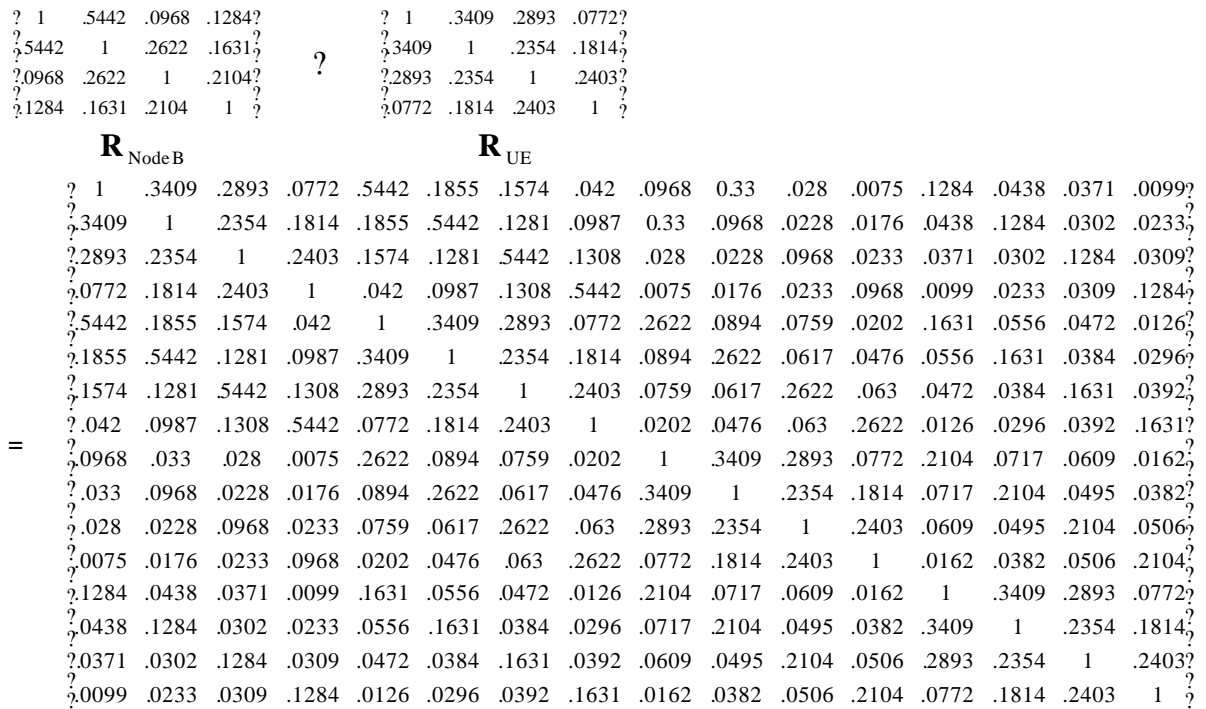 ? 1 .5442 .0968 .1284? ? 1 .3409 .2893 .0772?
?.5442 1 .2622 .1631? ? ?.3409 1 .2354 .1814?
?.0968 .2622 1 .2104? ?.2893 .2354 1 .2403?
?.1284 .1631 .2104 1 ? ?.0772 .1814 .2403 1 ?
R Node B R UE
? 1 .3409 .2893 .0772 .5442 .1855 .1574 .042 .0968 0.33 .028 .0075 .1284 .0438 .0371 .0099?
?.3409 1 .2354 .1814 .1855 .5442 .1281 .0987 0.33 .0968 .0228 .0176 .0438 .1284 .0302 .0233?
?.2893 .2354 1 .2403 .1574 .1281 .5442 .1308 .028 .0228 .0968 .0233 .0371 .0302 .1284 .0309?
?.0772 .1814 .2403 1 .042 .0987 .1308 .5442 .0075 .0176 .0233 .0968 .0099 .0233 .0309 .1284?
?.5442 .1855 .1574 .042 1 .3409 .2893 .0772 .2622 .0894 .0759 .0202 .1631 .0556 .0472 .0126?
?.1855 .5442 .1281 .0987 .3409 1 .2354 .1814 .0894 .2622 .0617 .0476 .0556 .1631 .0384 .0296?
?.1574 .1281 .5442 .1308 .2893 .2354 1 .2403 .0759 .0617 .2622 .063 .0472 .0384 .1631 .0392?
= ?.042 .0987 .1308 .5442 .0772 .1814 .2403 1 .0202 .0476 .063 .2622 .0126 .0296 .0392 .1631?
?.0968 .033 .028 .0075 .2622 .0894 .0759 .0202 1 .3409 .2893 .0772 .2104 .0717 .0609 .0162?
?.033 .0968 .0228 .0176 .0894 .2622 .0617 .0476 .3409 1 .2354 .1814 .0717 .2104 .0495 .0382?
?.028 .0228 .0968 .0233 .0759 .0617 .2622 .063 .2893 .2354 1 .2403 .0609 .0495 .2104 .0506?
?.0075 .0176 .0233 .0968 .0202 .0476 .063 .2622 .0772 .1814 .2403 1 .0162 .0382 .0506 .2104?
?.1284 .0438 .0371 .0099 .1631 .0556 .0472 .0126 .2104 .0717 .0609 .0162 1 .3409 .2893 .0772?
?.0438 .1284 .0302 .0233 .0556 .1631 .0384 .0296 .0717 .2104 .0495 .0382 .3409 1 .2354 .1814?
?.0371 .0302 .1284 .0309 .0472 .0384 .1631 .0392 .0609 .0495 .2104 .0506 .2893 .2354 1 .2403?
?.0099 .0233 .0309 .1284 .0126 .0296 .0392 .1631 .0162 .0382 .0506 .2104 .0772 .1814 .2403 1 ?